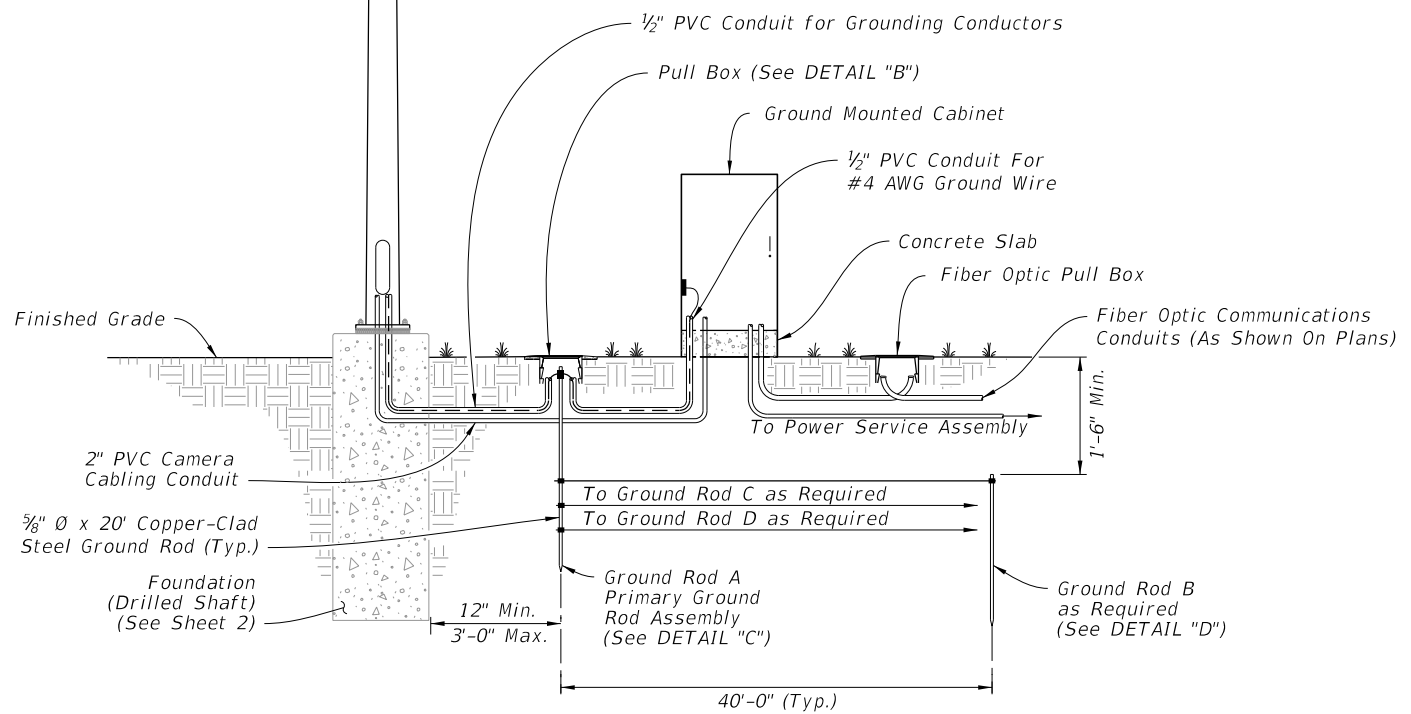 ½" PVC Conduit for Grounding Conductors
Pull Box (See DETAIL "B")
Ground Mounted Cabinet
½" PVC Conduit For
#4 AWG Ground Wire
Concrete Slab
Fiber Optic Pull Box
Fiber Optic Communications
Conduits (As Shown On Plans)
Finished Grade
1'-6" Min.
To Power Service Assembly
2" PVC Camera
Cabling Conduit
To Ground Rod C as Required
To Ground Rod D as Required
⅝" Ø x 20' Copper-Clad
Steel Ground Rod (Typ.)
Foundation
(Drilled Shaft)
(See Sheet 2)
12" Min.
3'-0" Max.
Ground Rod A
Primary Ground
Rod Assembly
(See DETAIL "C")
Ground Rod B
as Required
(See DETAIL "D")
40'-0" (Typ.)